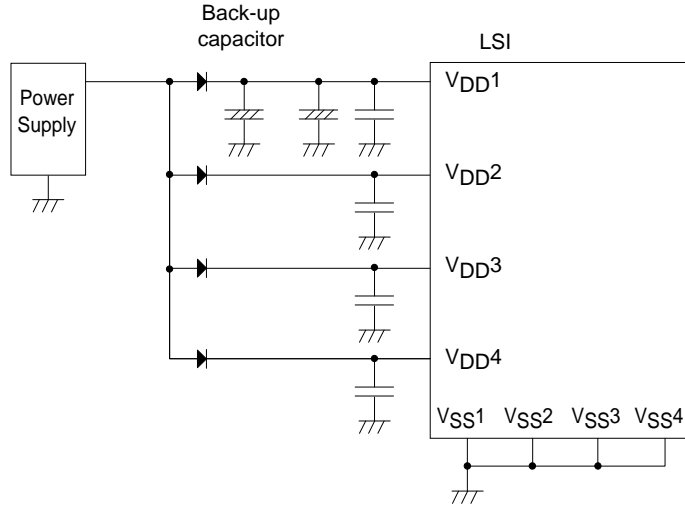 Back-up
capacitor
LSI
Power
Supply
VDD1
VDD2
VDD3
VDD4
VSS1 VSS2 VSS3 VSS4